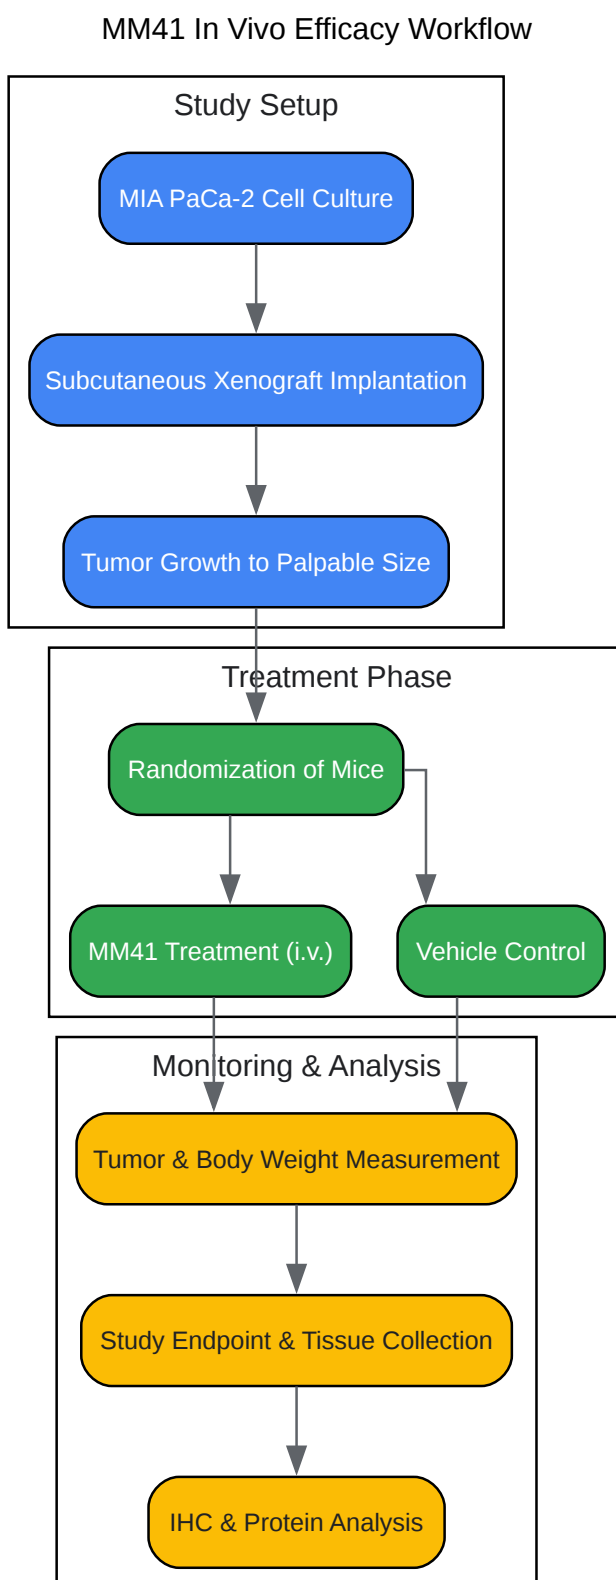 MM41 In Vivo Efficacy Workflow
Study Setup
MIA PaCa-2 Cell Culture
Subcutaneous Xenograft Implantation
Tumor Growth to Palpable Size
Treatment Phase
Randomization of Mice
MM41 Treatment (i.v.)
Vehicle Control
Monitoring & Analysis
Tumor & Body Weight Measurement
Study Endpoint & Tissue Collection
IHC & Protein Analysis